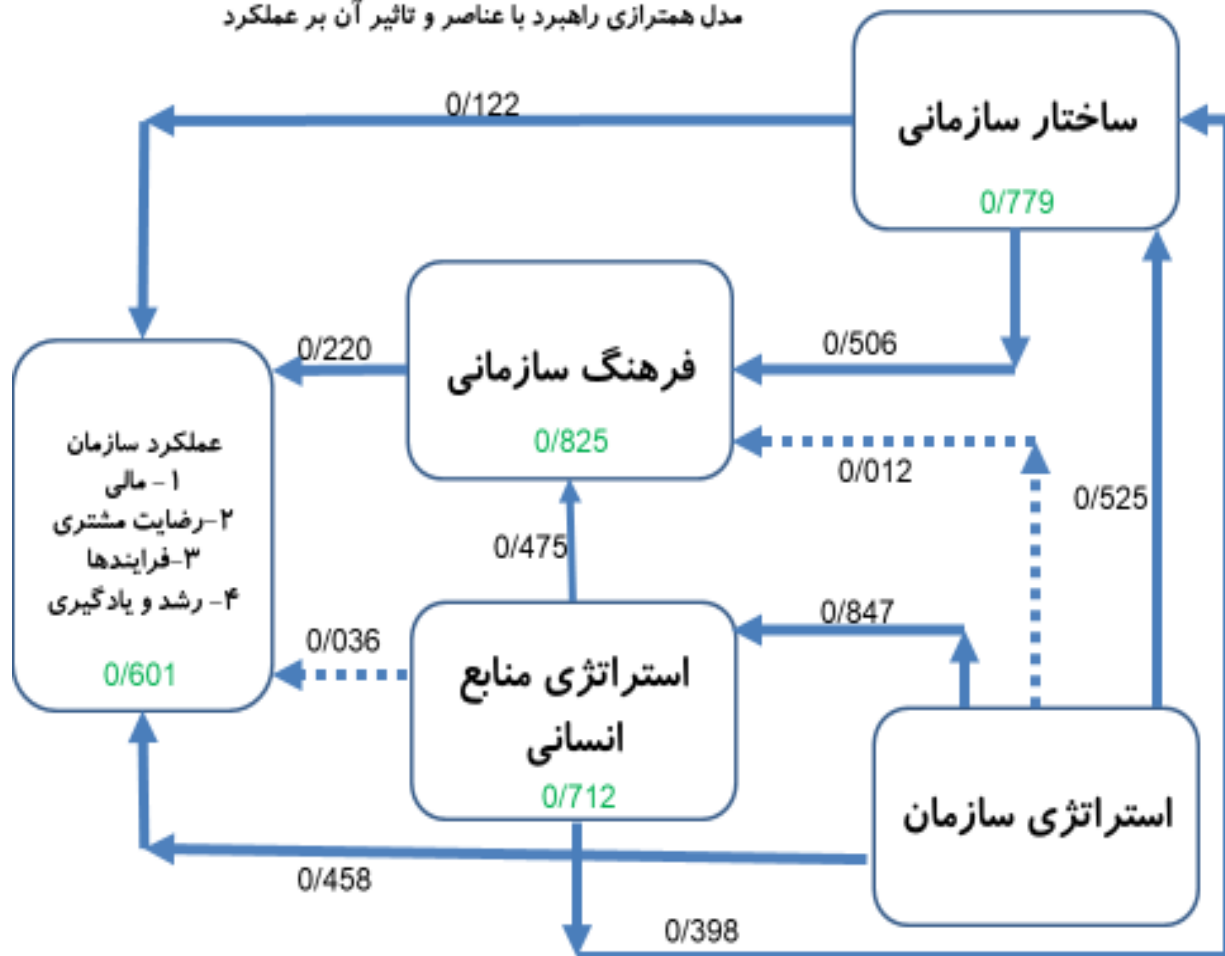 مدل همترازی راهبرد با عناصر و تاثیر آن بر عملکرد
0/122
ساختار سازمانی
0/779
0/220
فرهنگ سازمانی
0/825
0/506
0/012
0/525
عملکرد سازمان
۱- مالی
۲-رضایت مشتری
۳-فرایندها
۴- رشد و یادگیری
0/601
0/475
0/036
0/847
استراتژی منابع
انسانی
0/712
استراتژی سازمان
0/458
0/398